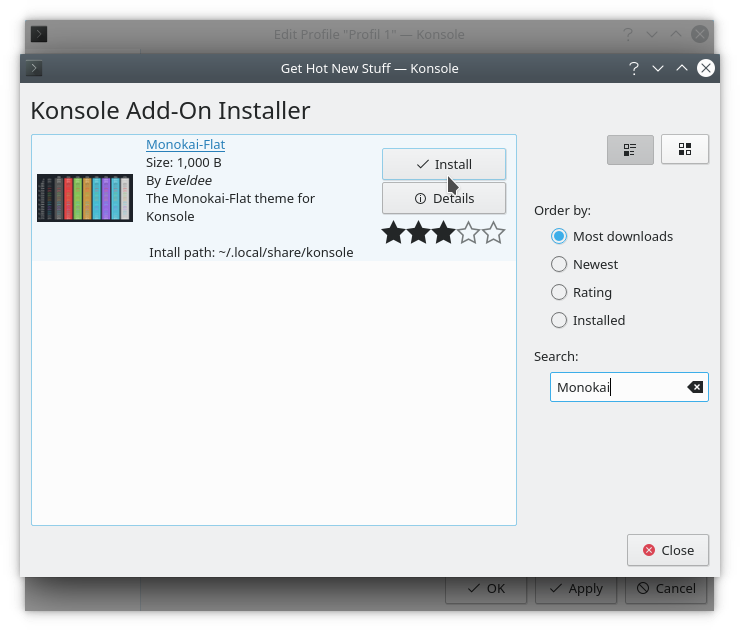 Edit Profile "Profil 1" — Konsole
Get Hot New Stuff — Konsole
Konsole Add-On Installer
Monokai-Flat
Size: 1,000 B
By Eveldee
The Monokai-Flat theme for
Konsole
Intall path: ~/.local/share/konsole
Install
Details
Order by:
Most downloads
Newest
Rating
Installed
Search:
Monokai
Close
OK
Apply
Cancel